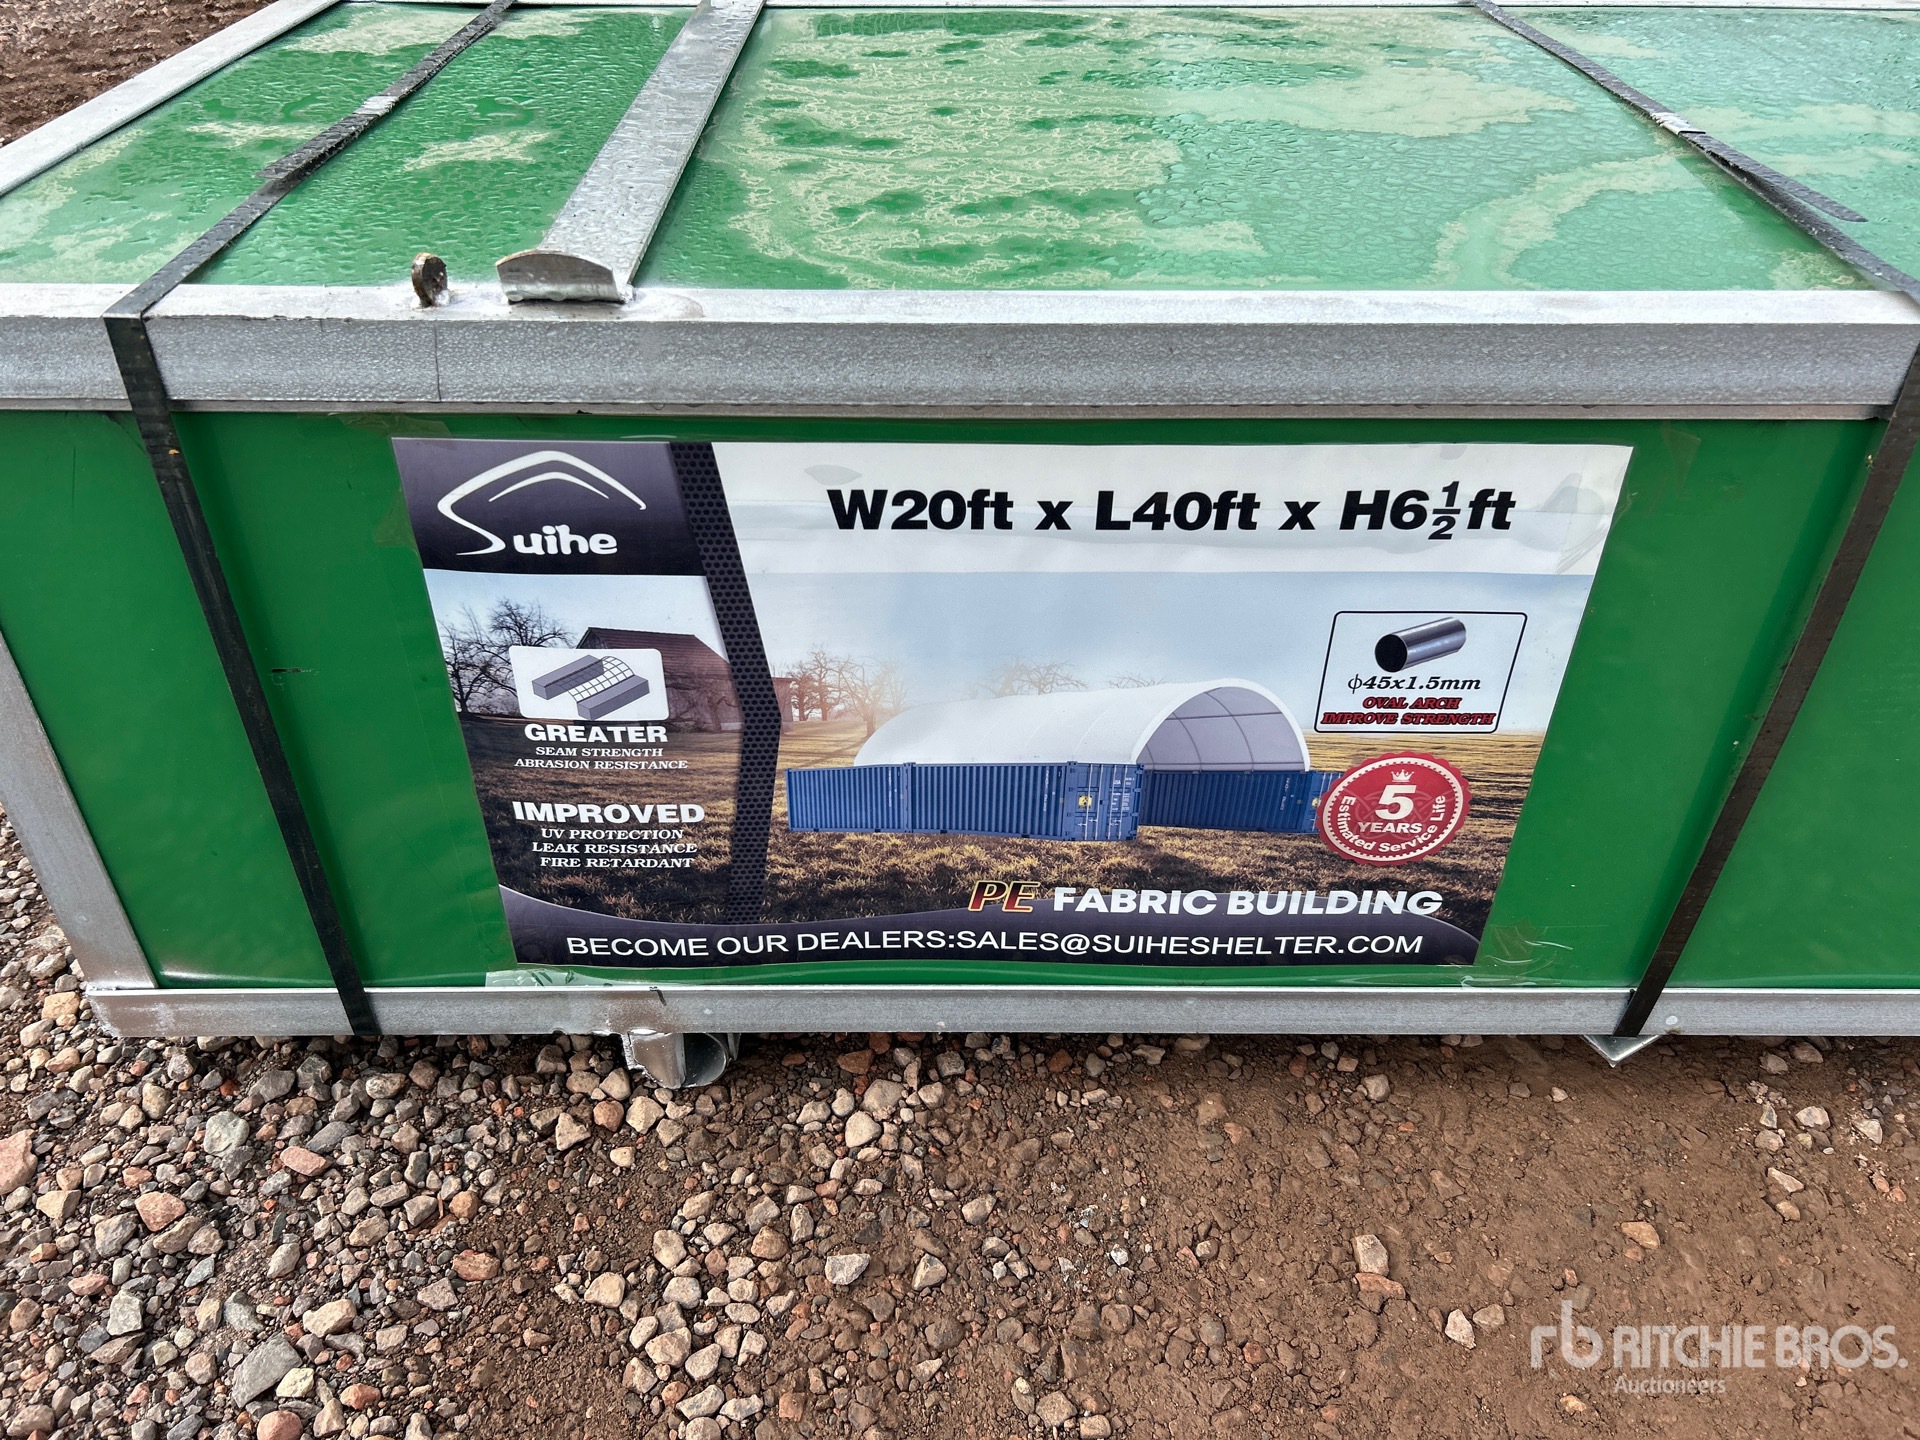 Suihe
W20ft x L40ft x H6½ft
φ45x1.5mm
OVAL ARCH
IMPROVE STRENGTH
GREATER
SEAM STRENGTH
ABRASION RESISTANCE
IMPROVED
UV PROTECTION
LEAK RESISTANCE
FIRE RETARDANT
5
YEARS
Estimated Service Life
PE FABRIC BUILDING
BECOME OUR DEALERS:SALES@SUIHESHELTER.COM
rb RITCHIE BROS.
Auctioneers